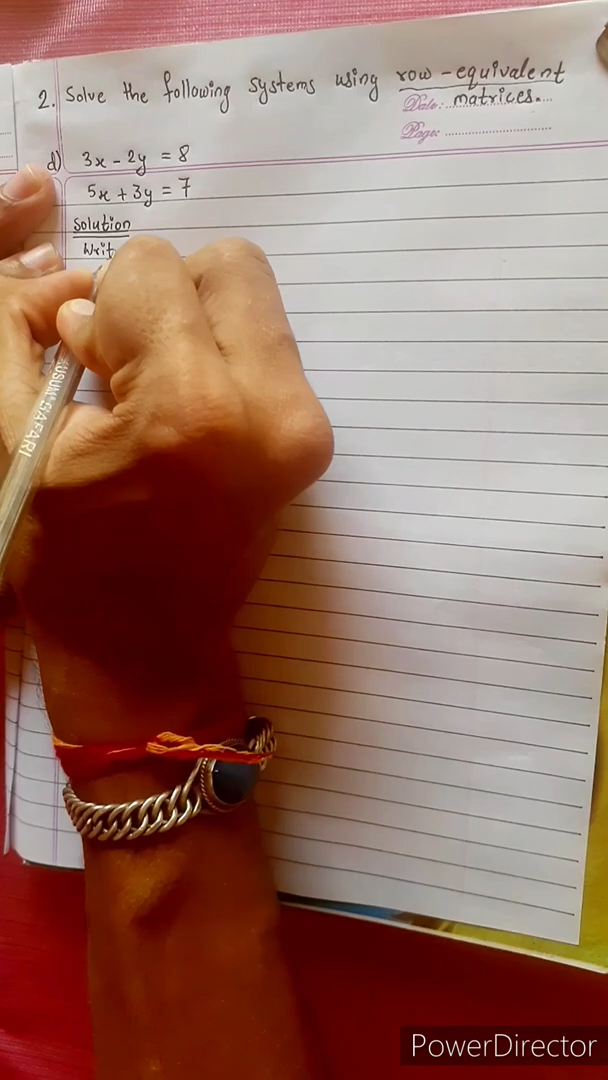 2. Solve the following systems using row-equivalent
Date: matrices.
Page:
d) 3x - 2y = 8
5x + 3y = 7
Solution
Writ
SAFARI
PowerDirector